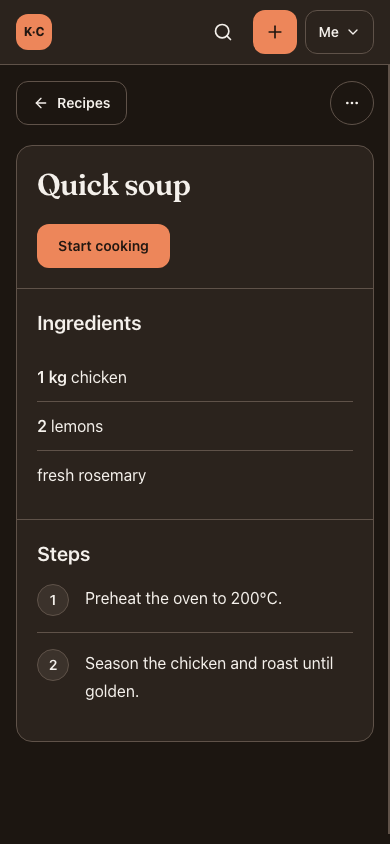 K·C
Me
Recipes
Quick soup
Start cooking
Ingredients
1 kg chicken
2 lemons
fresh rosemary
Steps
1 Preheat the oven to 200°C.
2 Season the chicken and roast until
golden.